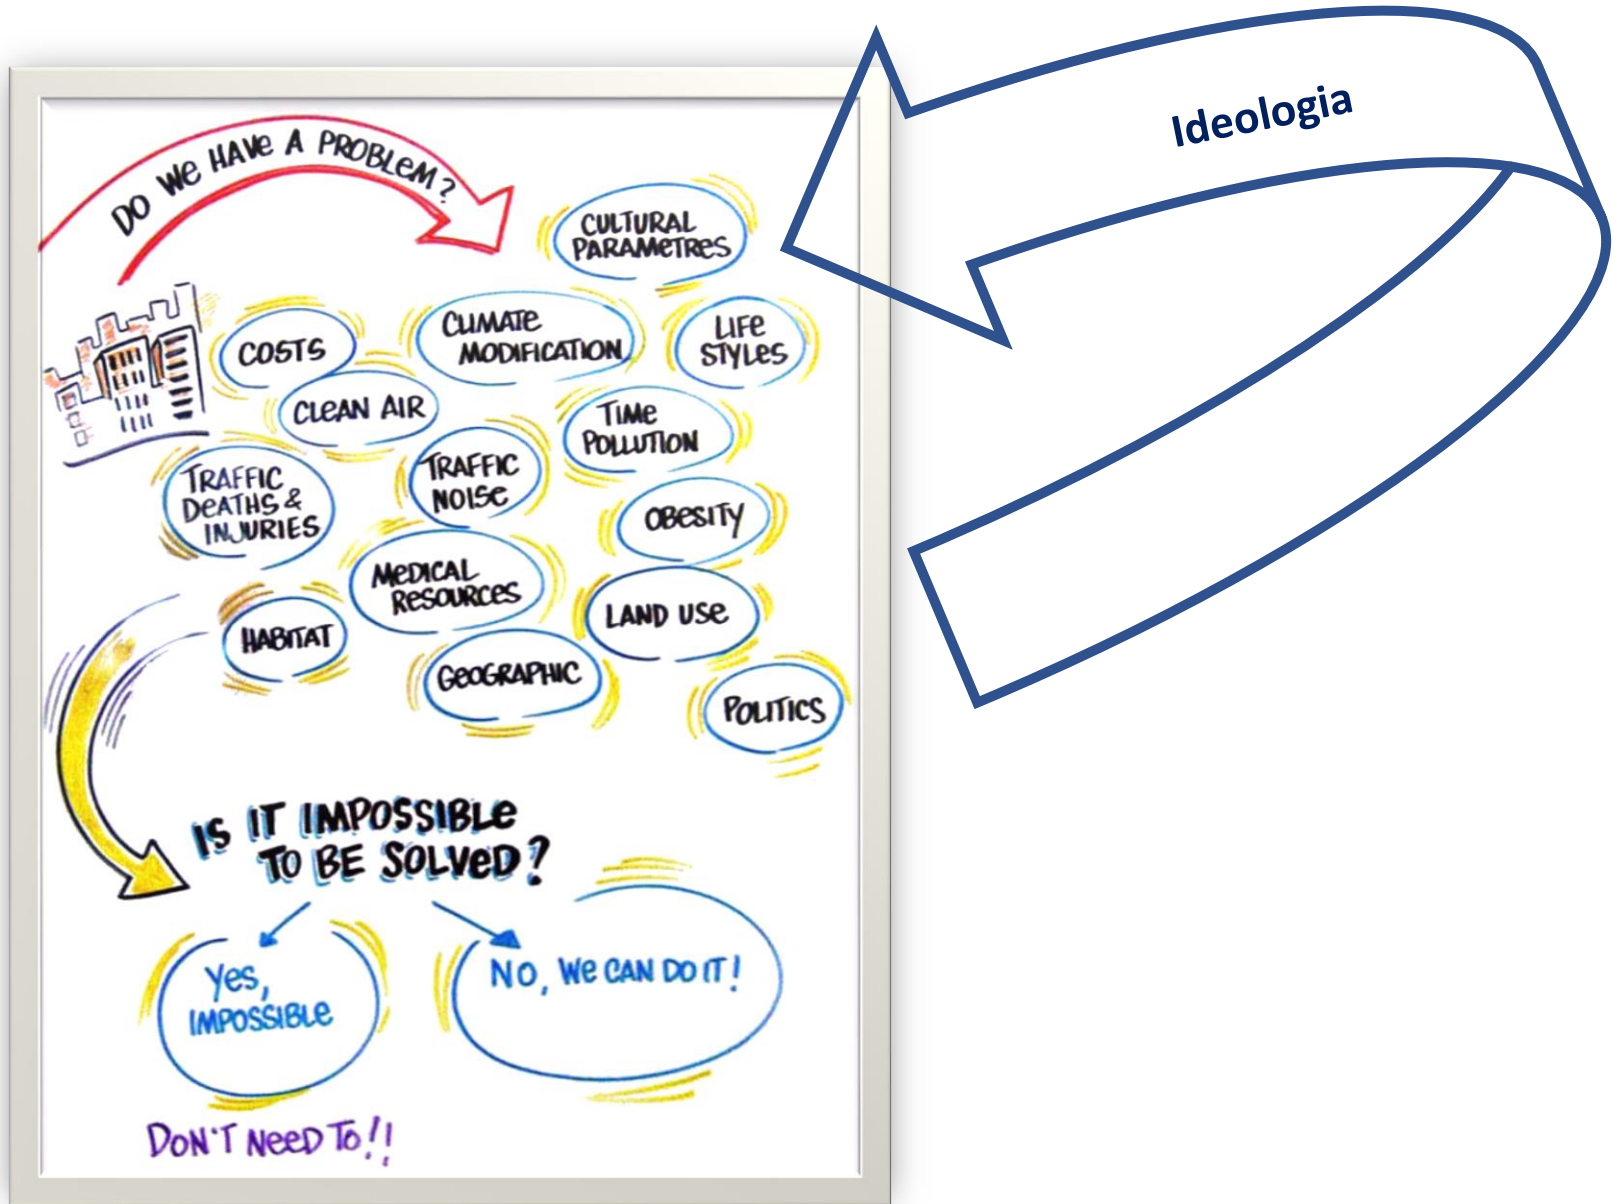 Ideologia
DO WE HAVE A PROBLEM?
CULTURAL
PARAMETRES
COSTS
CLIMATE
MODIFICATION
LIFE
STYLES
CLEAN AIR
TIME
POLLUTION
TRAFFIC
DEATHS &
INJURIES
TRAFFIC
NOISE
OBESITY
MEDICAL
RESOURCES
HABITAT
LAND USE
GEOGRAPHIC
POLITICS
IS IT IMPOSSIBLE
TO BE SOLVED?
Yes,
IMPOSSIBLE
NO, WE CAN DO IT!
DON'T NEED TO!!